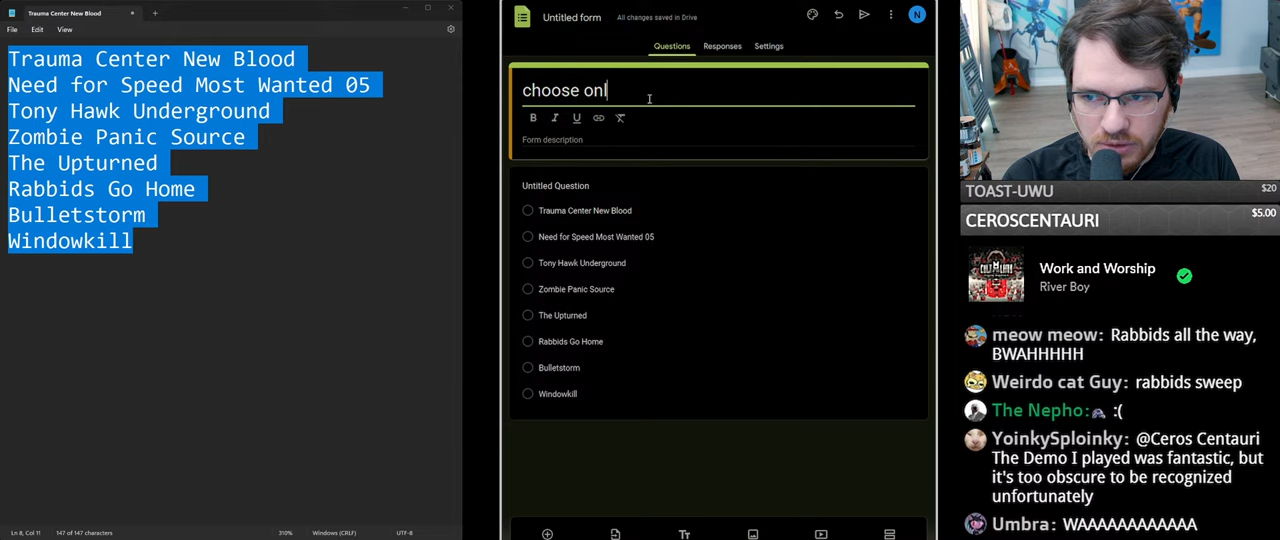 Trauma Center New Blood
File Edit View
Trauma Center New Blood
Need for Speed Most Wanted 05
Tony Hawk Underground
Zombie Panic Source
The Upturned
Rabbids Go Home
Bulletstorm
Windowkill
Ln 8, Col 11 147 of 147 characters 310% Windows (CRLF) UTF-8
Untitled form All changes saved in Drive N
Questions Responses Settings
choose onl
B I U
Form description
Untitled Question
Trauma Center New Blood
Need for Speed Most Wanted 05
Tony Hawk Underground
Zombie Panic Source
The Upturned
Rabbids Go Home
Bulletstorm
Windowkill
Tт
TOAST-UWU $20
CEROSCENTAURI $5.00
Work and Worship
River Boy
meow meow: Rabbids all the way,
BWAHHHHH
Weirdo cat Guy: rabbids sweep
The Nepho: :(
YoinkySploinky: @Ceros Centauri
The Demo I played was fantastic, but
it's too obscure to be recognized
unfortunately
Umbra: WAAAAAAAAAAAA